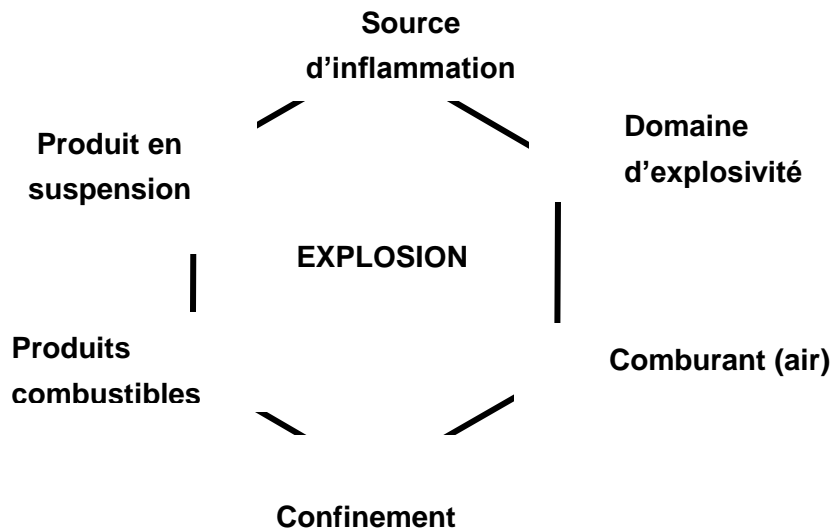 Source
d'inflammation
Produit en
suspension
Domaine
d'explosivité
EXPLOSION
Produits
combustibles
Comburant (air)
Confinement